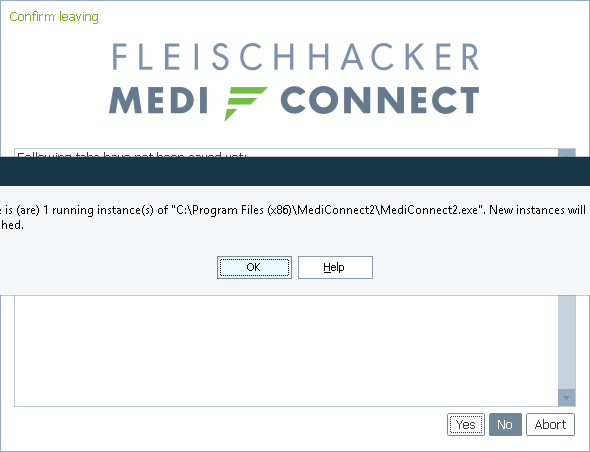 Confirm leaving
FLEISCHHACKER
MEDI CONNECT
Following tabs have not been saved yet:
is (are) 1 running instance(s) of "C:\Program Files (x86)\MediConnect2\MediConnect2.exe". New instances will
hed.
OK
Help
Yes
No
Abort